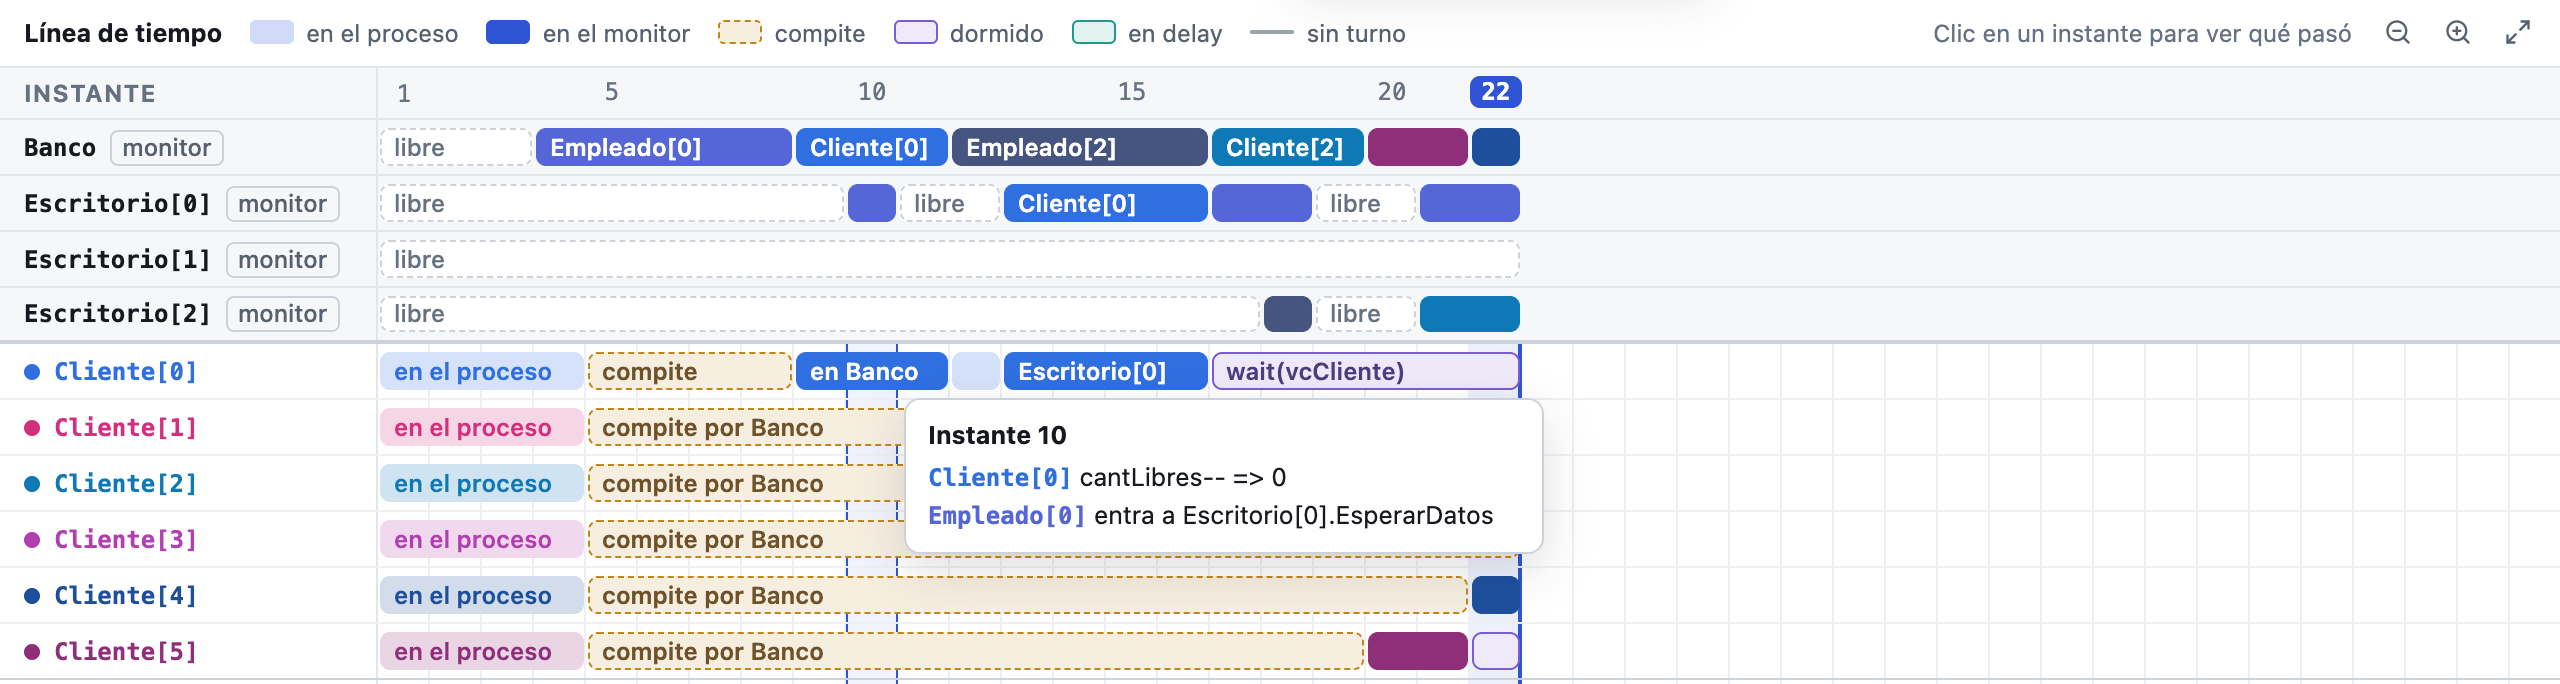 Línea de tiempo en el proceso en el monitor compite dormido en delay sin turno Clic en un instante para ver qué pasó
INSTANTE 1 5 10 15 20 22
Banco monitor libre Empleado[0] Cliente[0] Empleado[2] Cliente[2]
Escritorio[0] monitor libre libre Cliente[0] libre
Escritorio[1] monitor libre
Escritorio[2] monitor libre libre
Cliente[0] en el proceso compite en Banco Escritorio[0] wait(vcCliente)
Cliente[1] en el proceso compite por Banco
Cliente[2] en el proceso compite por Banco
Cliente[3] en el proceso compite por Banco
Cliente[4] en el proceso compite por Banco
Cliente[5] en el proceso compite por Banco
Instante 10
Cliente[0] cantLibres-- => 0
Empleado[0] entra a Escritorio[0].EsperarDatos